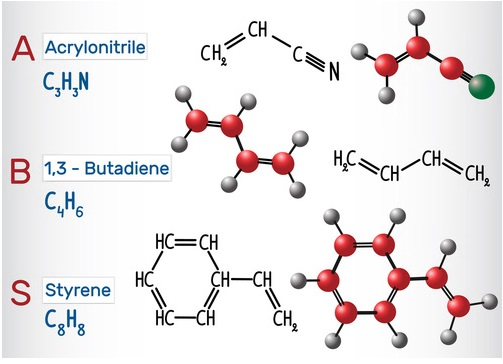 A Acrylonitrile
C₃H₃N
CH₂ CH C N
B 1,3 - Butadiene
C₄H₆
H₂C CH CH CH₂
S Styrene
C₈H₈
HC CH
HC CH CH
HC CH CH₂